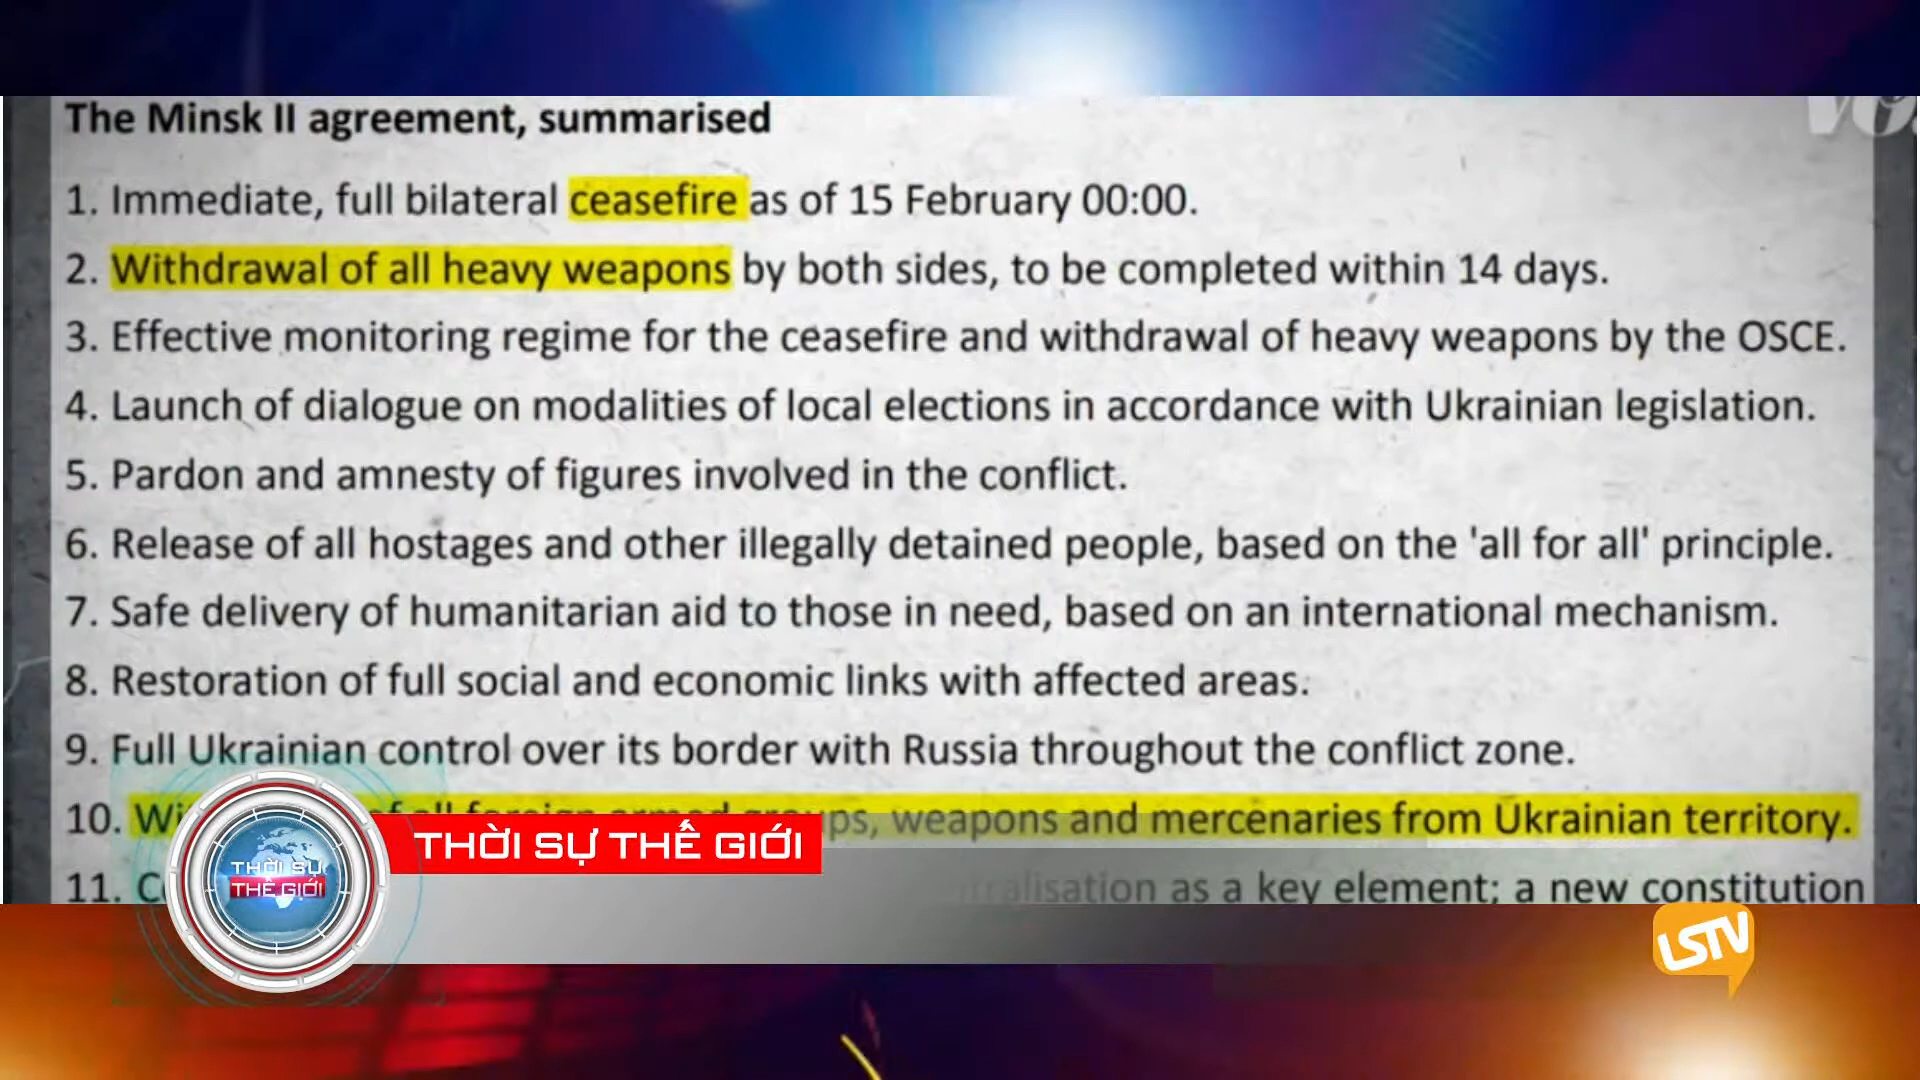 The Minsk II agreement, summarised
1. Immediate, full bilateral ceasefire as of 15 February 00:00.
2. Withdrawal of all heavy weapons by both sides, to be completed within 14 days.
3. Effective monitoring regime for the ceasefire and withdrawal of heavy weapons by the OSCE.
4. Launch of dialogue on modalities of local elections in accordance with Ukrainian legislation.
5. Pardon and amnesty of figures involved in the conflict.
6. Release of all hostages and other illegally detained people, based on the 'all for all' principle.
7. Safe delivery of humanitarian aid to those in need, based on an international mechanism.
8. Restoration of full social and economic links with affected areas.
9. Full Ukrainian control over its border with Russia throughout the conflict zone.
10. of all foreign armed groups, weapons and mercenaries from Ukrainian territory.
THỜI SỰ THẾ GIỚI
THỜI SỰ
THẾ GIỚI
11. as a key element; a new constitution
LSTV